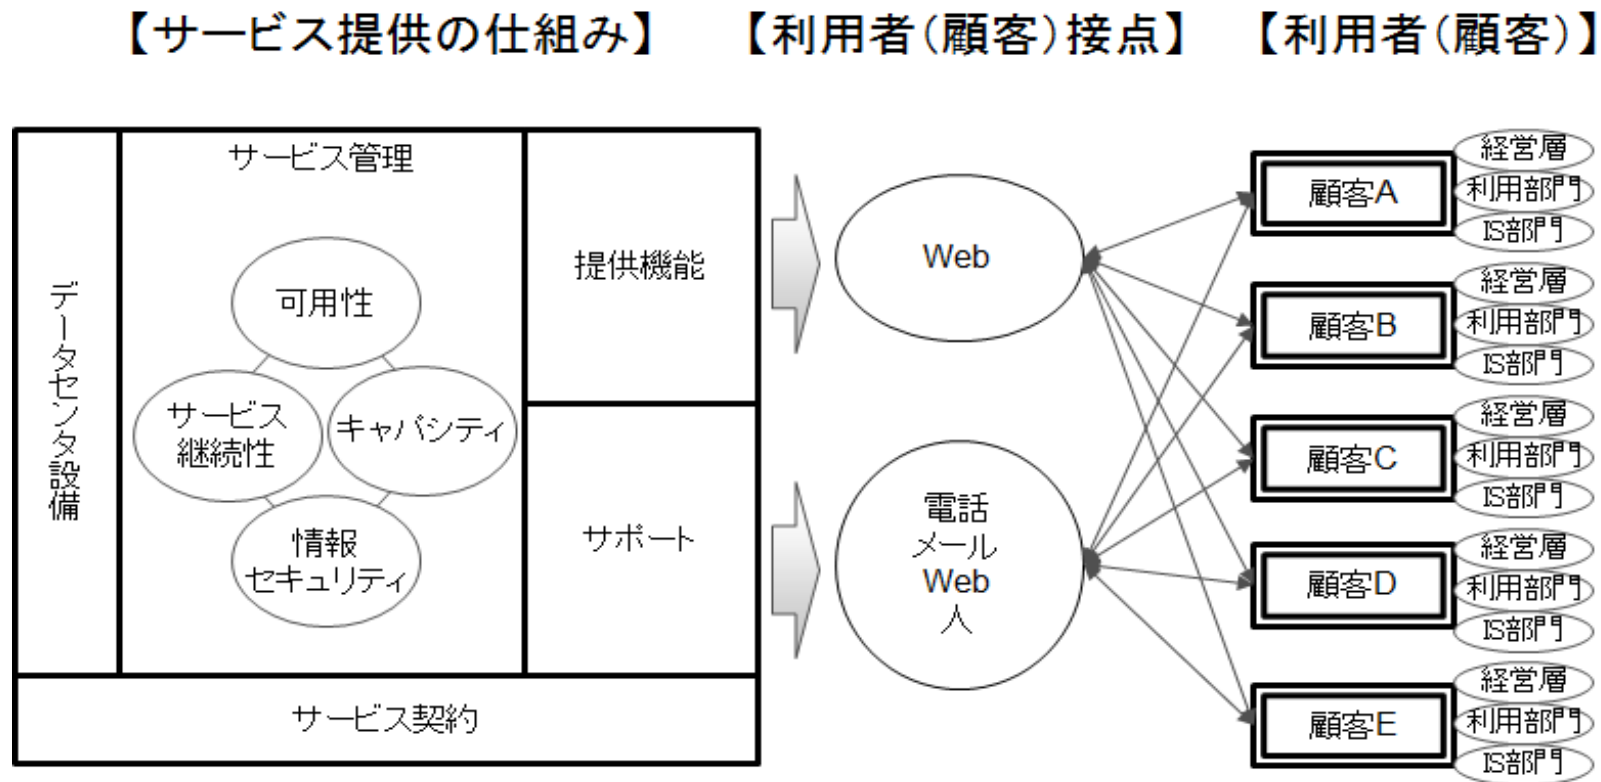 【サービス提供の仕組み】
【利用者(顧客)接点】
【利用者(顧客)】
データセンタ設備
サービス管理
可用性
サービス
継続性
キャパシティ
情報
セキュリティ
提供機能
サポート
サービス契約
Web
電話
メール
Web
人
顧客A
経営層
利用部門
IS部門
顧客B
経営層
利用部門
IS部門
顧客C
経営層
利用部門
IS部門
顧客D
経営層
利用部門
IS部門
顧客E
経営層
利用部門
IS部門